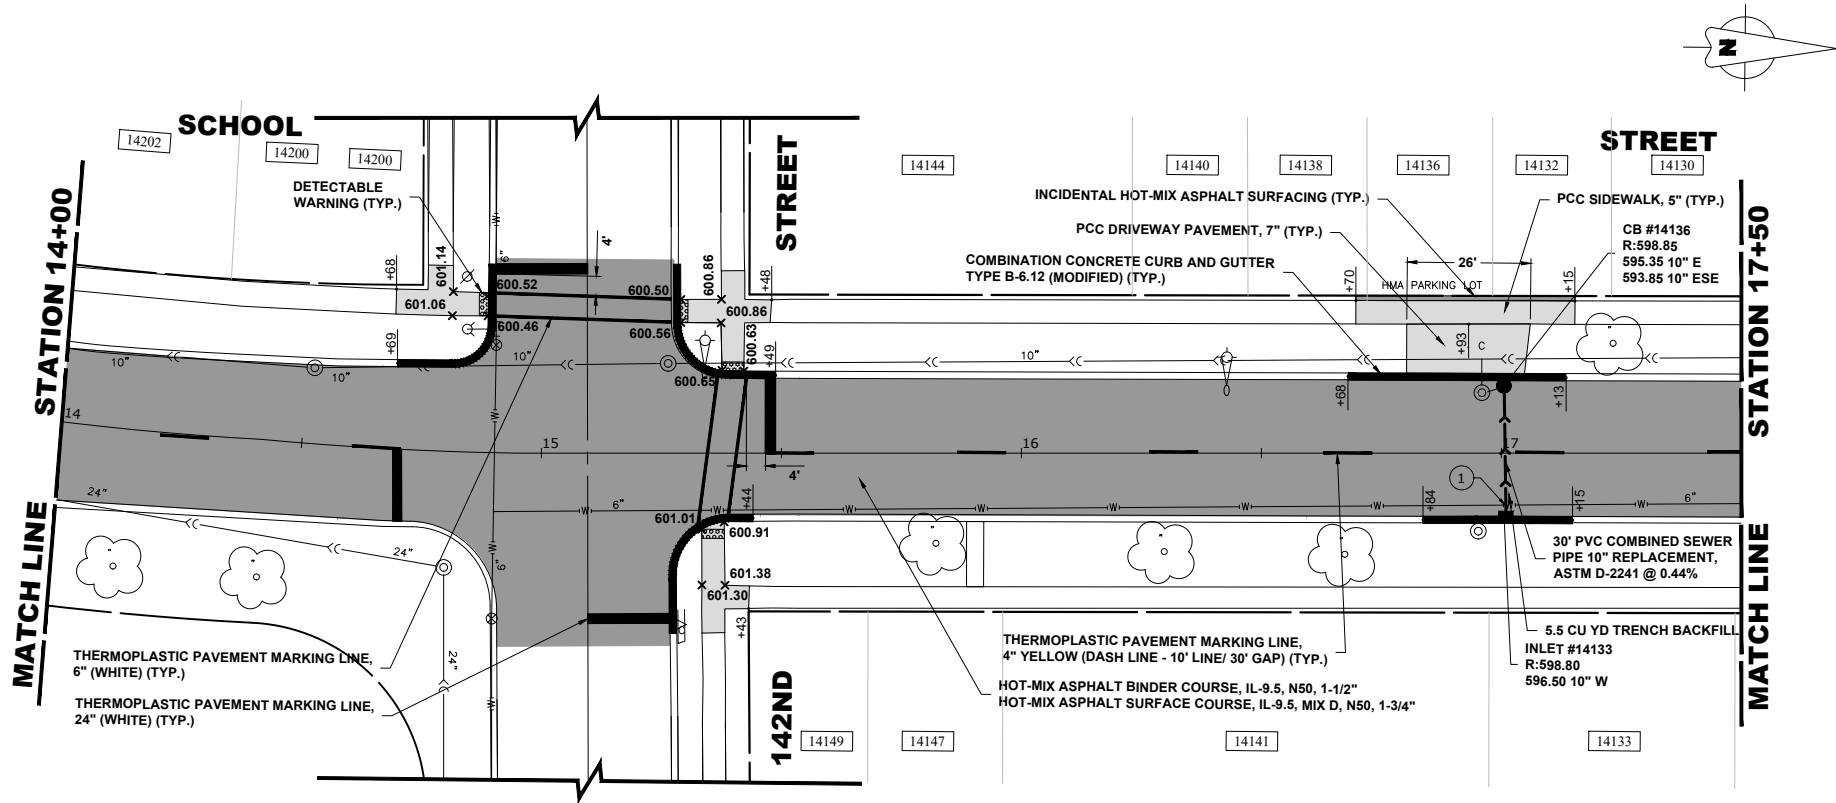 N
SCHOOL
STREET
14202
14200
14200
14144
14140
14138
14136
14132
14130
STREET
DETECTABLE
WARNING (TYP.)
INCIDENTAL HOT-MIX ASPHALT SURFACING (TYP.)
PCC SIDEWALK, 5" (TYP.)
PCC DRIVEWAY PAVEMENT, 7" (TYP.)
CB #14136
R:598.85
595.35 10" E
593.85 10" ESE
COMBINATION CONCRETE CURB AND GUTTER
TYPE B-6.12 (MODIFIED) (TYP.)
26'
HMA PARKING LOT
STATION 14+00
STATION 17+50
+68
601.14
601.06
600.52
600.46
6"
4'
600.50
600.56
600.86
600.86
600.63
+48
+49
600.65
+69
+70
+15
+93
C
+68
+13
10"
10"
10"
10"
14
15
16
17
W
W
4'
1
24"
24"
24"
6"
6"
6"
W
W
W
W
W
W
W
W
W
601.01
+44
600.91
601.38
601.30
+43
+84
+15
30' PVC COMBINED SEWER
PIPE 10" REPLACEMENT,
ASTM D-2241 @ 0.44%
5.5 CU YD TRENCH BACKFILL
INLET #14133
R:598.80
596.50 10" W
THERMOPLASTIC PAVEMENT MARKING LINE,
6" (WHITE) (TYP.)
THERMOPLASTIC PAVEMENT MARKING LINE,
24" (WHITE) (TYP.)
THERMOPLASTIC PAVEMENT MARKING LINE,
4" YELLOW (DASH LINE - 10' LINE/ 30' GAP) (TYP.)
HOT-MIX ASPHALT BINDER COURSE, IL-9.5, N50, 1-1/2"
HOT-MIX ASPHALT SURFACE COURSE, IL-9.5, MIX D, N50, 1-3/4"
MATCH LINE
MATCH LINE
142ND
14149
14147
14141
14133